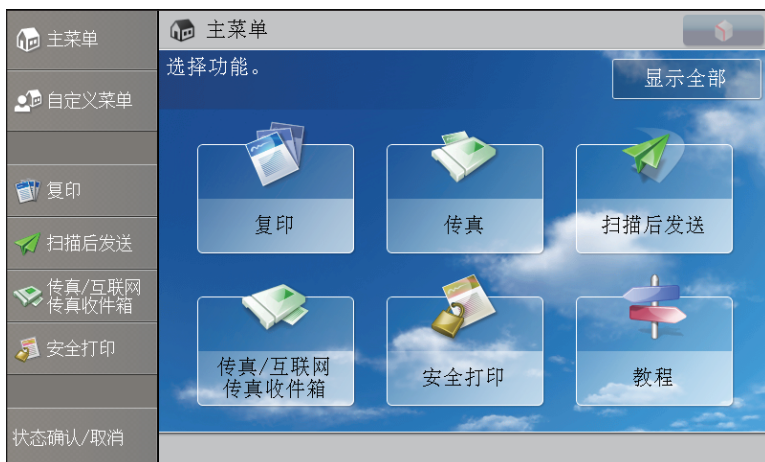 主菜单
自定义菜单
复印
扫描后发送
传真/互联网
传真收件箱
安全打印
状态确认/取消
主菜单
选择功能。
显示全部
复印
传真
扫描后发送
传真/互联网
传真收件箱
安全打印
教程